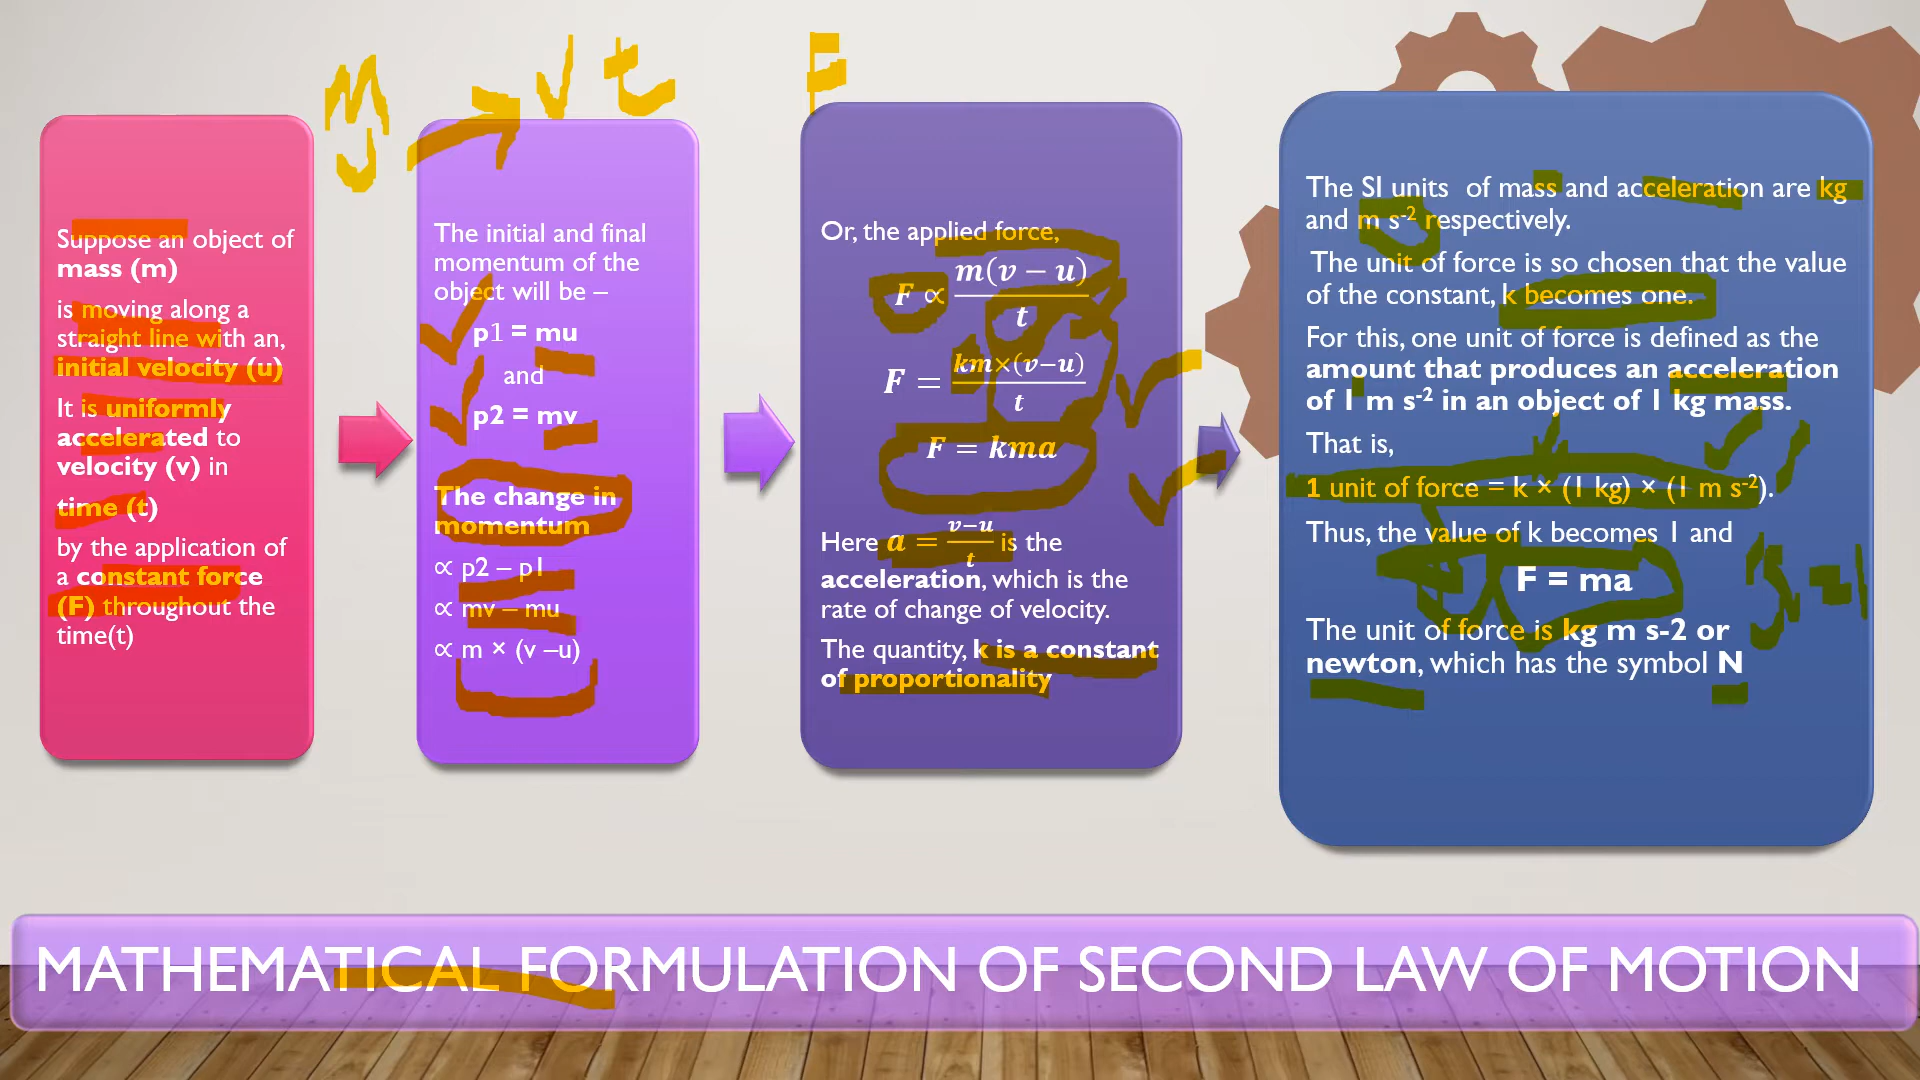 M → v t F
u
Suppose an object of
mass (m)
is moving along a
straight line with an,
initial velocity (u)
It is uniformly
accelerated to
velocity (v) in
time (t)
by the application of
a constant force
(F) throughout the
time(t)
The initial and final
momentum of the
object will be –
p1 = mu
and
p2 = mv
The change in
momentum
∝ p2 – p1
∝ mv – mu
∝ m × (v –u)
Or, the applied force,
F ∝ m(v − u)
t
F = km×(v−u)
t
F = kma
Here a = v−u/t is the
acceleration, which is the
rate of change of velocity.
The quantity, k is a constant
of proportionality
The SI units of mass and acceleration are kg
and m s-2 respectively.
The unit of force is so chosen that the value
of the constant, k becomes one.
For this, one unit of force is defined as the
amount that produces an acceleration
of 1 m s-2 in an object of 1 kg mass.
That is,
1 unit of force = k × (1 kg) × (1 m s-2).
Thus, the value of k becomes 1 and
F = ma
The unit of force is kg m s-2 or
newton, which has the symbol N
MATHEMATICAL FORMULATION OF SECOND LAW OF MOTION